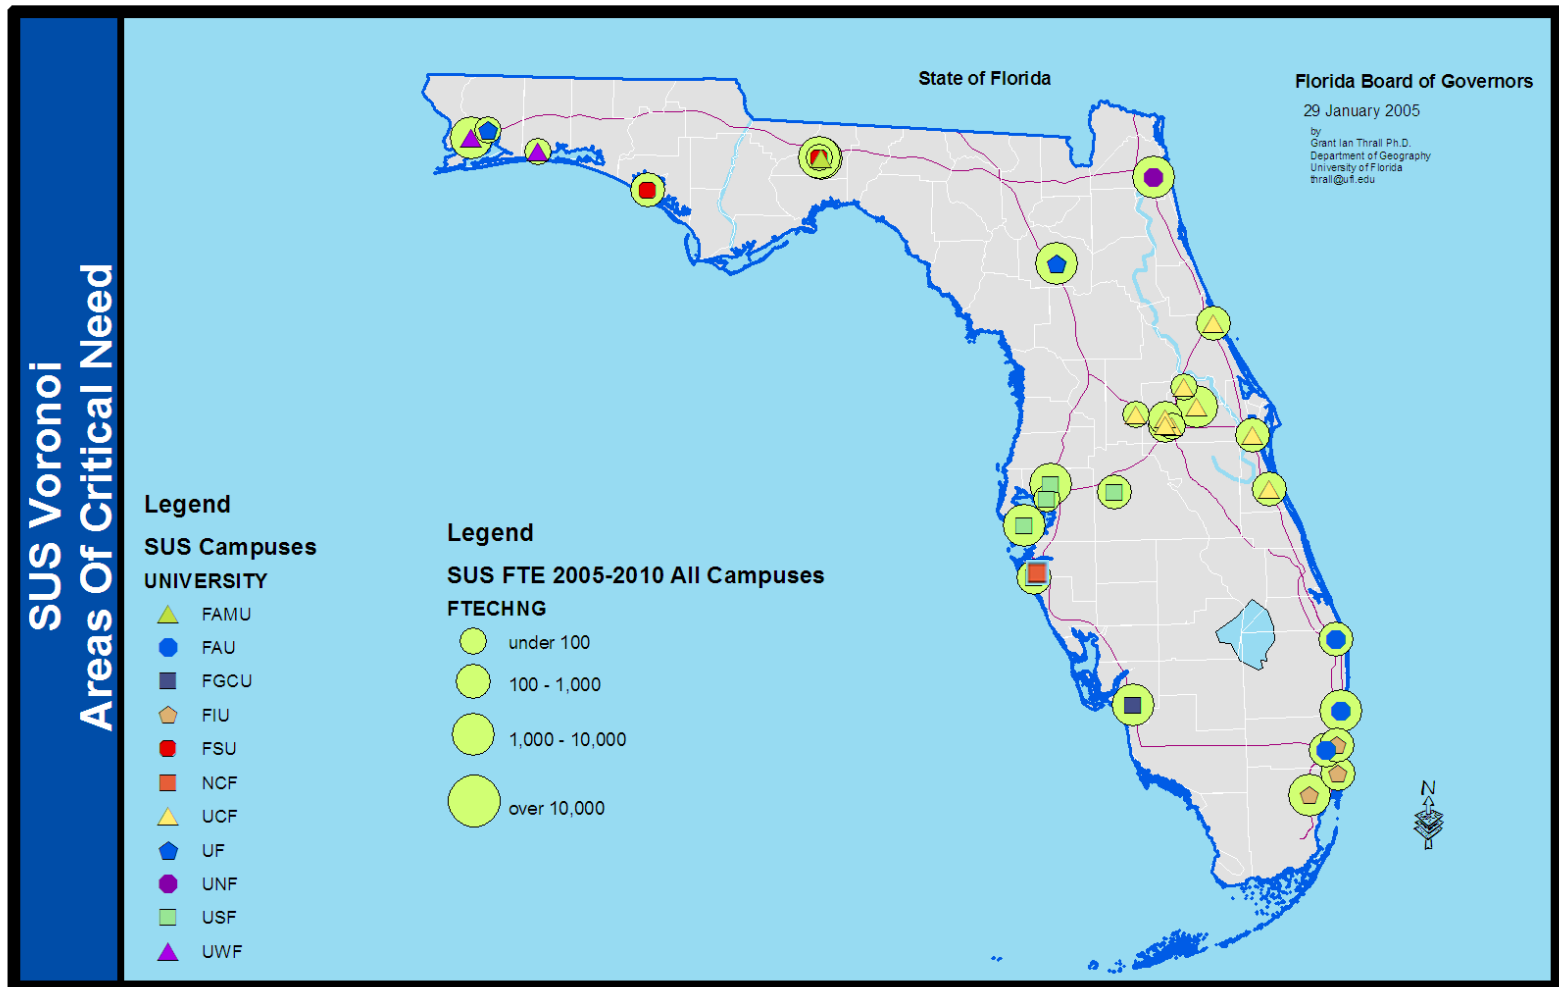 SUS Voronoi
Areas Of Critical Need
State of Florida
Florida Board of Governors
29 January 2005
by
Grant Ian Thrall Ph.D.
Department of Geography
University of Florida
thrall@ufl.edu
Legend
SUS Campuses
UNIVERSITY
FAMU
FAU
FGCU
FIU
FSU
NCF
UCF
UF
UNF
USF
UWF
Legend
SUS FTE 2005-2010 All Campuses
FTECHNG
under 100
100 - 1,000
1,000 - 10,000
over 10,000
N